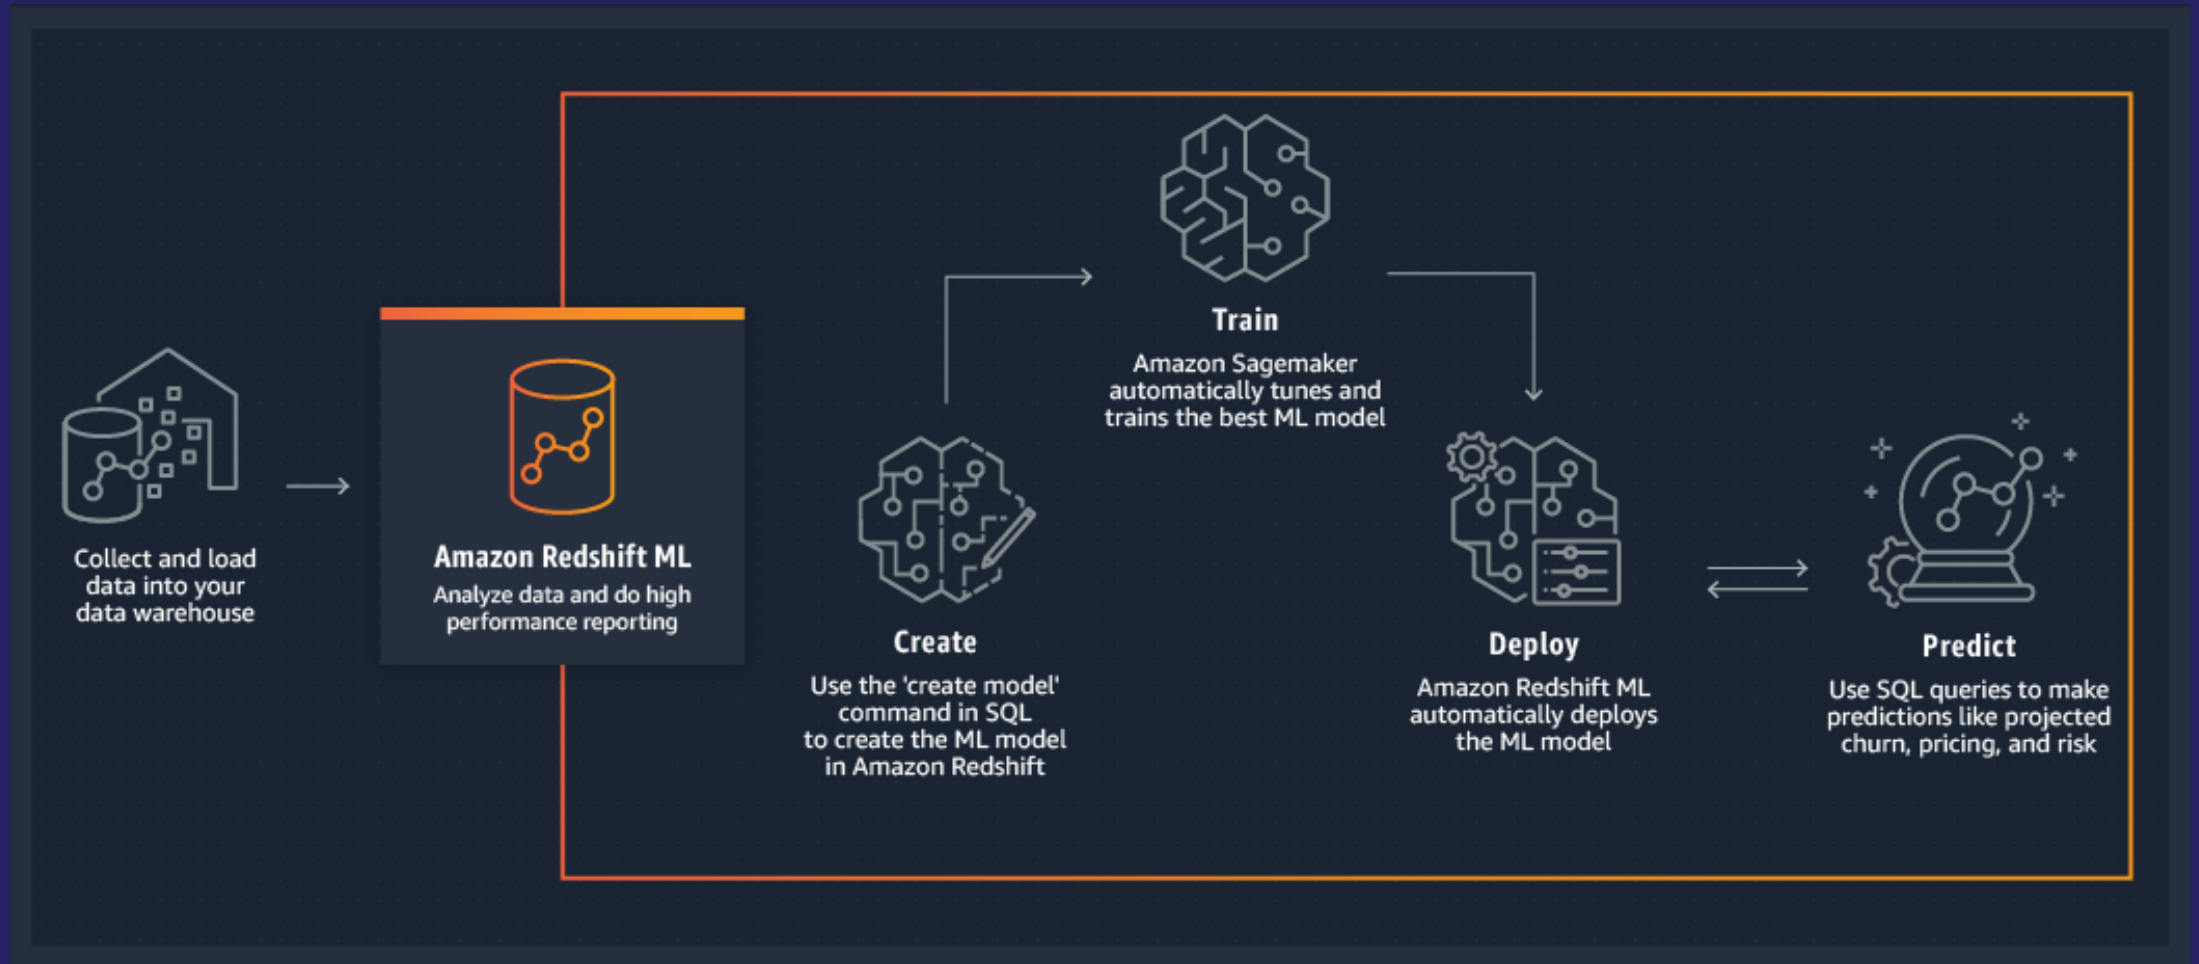 Collect and load
data into your
data warehouse
Amazon Redshift ML
Analyze data and do high
performance reporting
Create
Use the 'create model'
command in SQL
to create the ML model
in Amazon Redshift
Train
Amazon Sagemaker
automatically tunes and
trains the best ML model
Deploy
Amazon Redshift ML
automatically deploys
the ML model
Predict
Use SQL queries to make
predictions like projected
churn, pricing, and risk